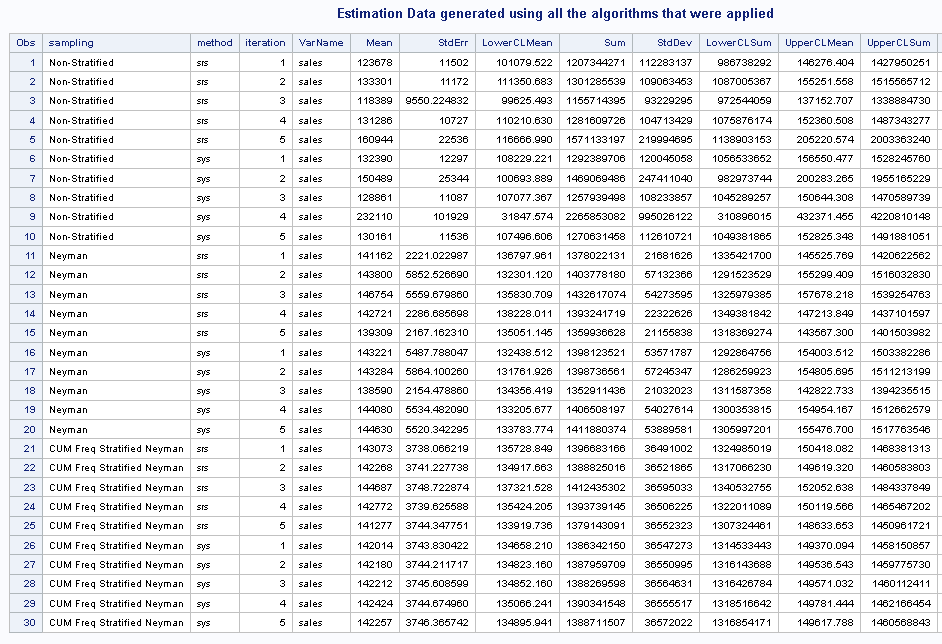 Estimation Data generated using all the algorithms that were applied
Obs sampling method iteration VarName Mean StdErr LowerCLMean Sum StdDev LowerCLSum UpperCLMean UpperCLSum
1 Non-Stratified srs 1 sales 123678 11502 101079.522 1207344271 112283137 986738292 146276.404 1427950251
2 Non-Stratified srs 2 sales 133301 11172 111350.683 1301285539 109063453 1087005367 155251.558 1515565712
3 Non-Stratified srs 3 sales 118389 9550.224832 99625.493 1155714395 93229295 972544059 137152.707 1338884730
4 Non-Stratified srs 4 sales 131286 10727 110210.630 1281609726 104713429 1075876174 152360.508 1487343277
5 Non-Stratified srs 5 sales 160944 22536 116666.990 1571133197 219994695 1138903153 205220.574 2003363240
6 Non-Stratified sys 1 sales 132390 12297 108229.221 1292389706 120045058 1056533652 156550.477 1528245760
7 Non-Stratified sys 2 sales 150489 25344 100693.889 1469069486 247411040 982973744 200283.265 1955165229
8 Non-Stratified sys 3 sales 128861 11087 107077.367 1257939498 108233857 1045289257 150644.308 1470589739
9 Non-Stratified sys 4 sales 232110 101929 31847.574 2265853082 995026122 310896015 432371.455 4220810148
10 Non-Stratified sys 5 sales 130161 11536 107496.606 1270631458 112610721 1049381865 152825.348 1491881051
11 Neyman srs 1 sales 141162 2221.022987 136797.961 1378022131 21681626 1335421700 145525.769 1420622562
12 Neyman srs 2 sales 143800 5852.526690 132301.120 1403778180 57132366 1291523529 155299.409 1516032830
13 Neyman srs 3 sales 146754 5559.679860 135830.709 1432617074 54273595 1325979385 157678.218 1539254763
14 Neyman srs 4 sales 142721 2286.685698 138228.011 1393241719 22322626 1349381842 147213.849 1437101597
15 Neyman srs 5 sales 139309 2167.162310 135051.145 1359936628 21155838 1318369274 143567.300 1401503982
16 Neyman sys 1 sales 143221 5487.788047 132438.512 1398123521 53571787 1292864756 154003.512 1503382286
17 Neyman sys 2 sales 143284 5864.100260 131761.926 1398736561 57245347 1286259923 154805.695 1511213199
18 Neyman sys 3 sales 138590 2154.478860 134356.419 1352911436 21032023 1311587358 142822.733 1394235515
19 Neyman sys 4 sales 144080 5534.482090 133205.677 1406508197 54027614 1300353815 154954.167 1512662579
20 Neyman sys 5 sales 144630 5520.342295 133783.774 1411880374 53889581 1305997201 155476.700 1517763546
21 CUM Freq Stratified Neyman srs 1 sales 143073 3738.066219 135728.849 1396683166 36491002 1324985019 150418.082 1468381313
22 CUM Freq Stratified Neyman srs 2 sales 142268 3741.227738 134917.663 1388825016 36521865 1317066230 149619.320 1460583803
23 CUM Freq Stratified Neyman srs 3 sales 144687 3748.722874 137321.528 1412435302 36595033 1340532755 152052.638 1484337849
24 CUM Freq Stratified Neyman srs 4 sales 142772 3739.625588 135424.205 1393739145 36506225 1322011089 150119.566 1465467202
25 CUM Freq Stratified Neyman srs 5 sales 141277 3744.347751 133919.736 1379143091 36552323 1307324461 148633.653 1450961721
26 CUM Freq Stratified Neyman sys 1 sales 142014 3743.830422 134658.210 1386342150 36547273 1314533443 149370.094 1458150857
27 CUM Freq Stratified Neyman sys 2 sales 142180 3744.211717 134823.160 1387959709 36550995 1316143688 149536.543 1459775730
28 CUM Freq Stratified Neyman sys 3 sales 142212 3745.608599 134852.160 1388269598 36564631 1316426784 149571.032 1460112411
29 CUM Freq Stratified Neyman sys 4 sales 142424 3744.674960 135066.241 1390341548 36555517 1318516642 149781.444 1462166454
30 CUM Freq Stratified Neyman sys 5 sales 142257 3746.365742 134895.941 1388711507 36572022 1316854171 149617.788 1460568843